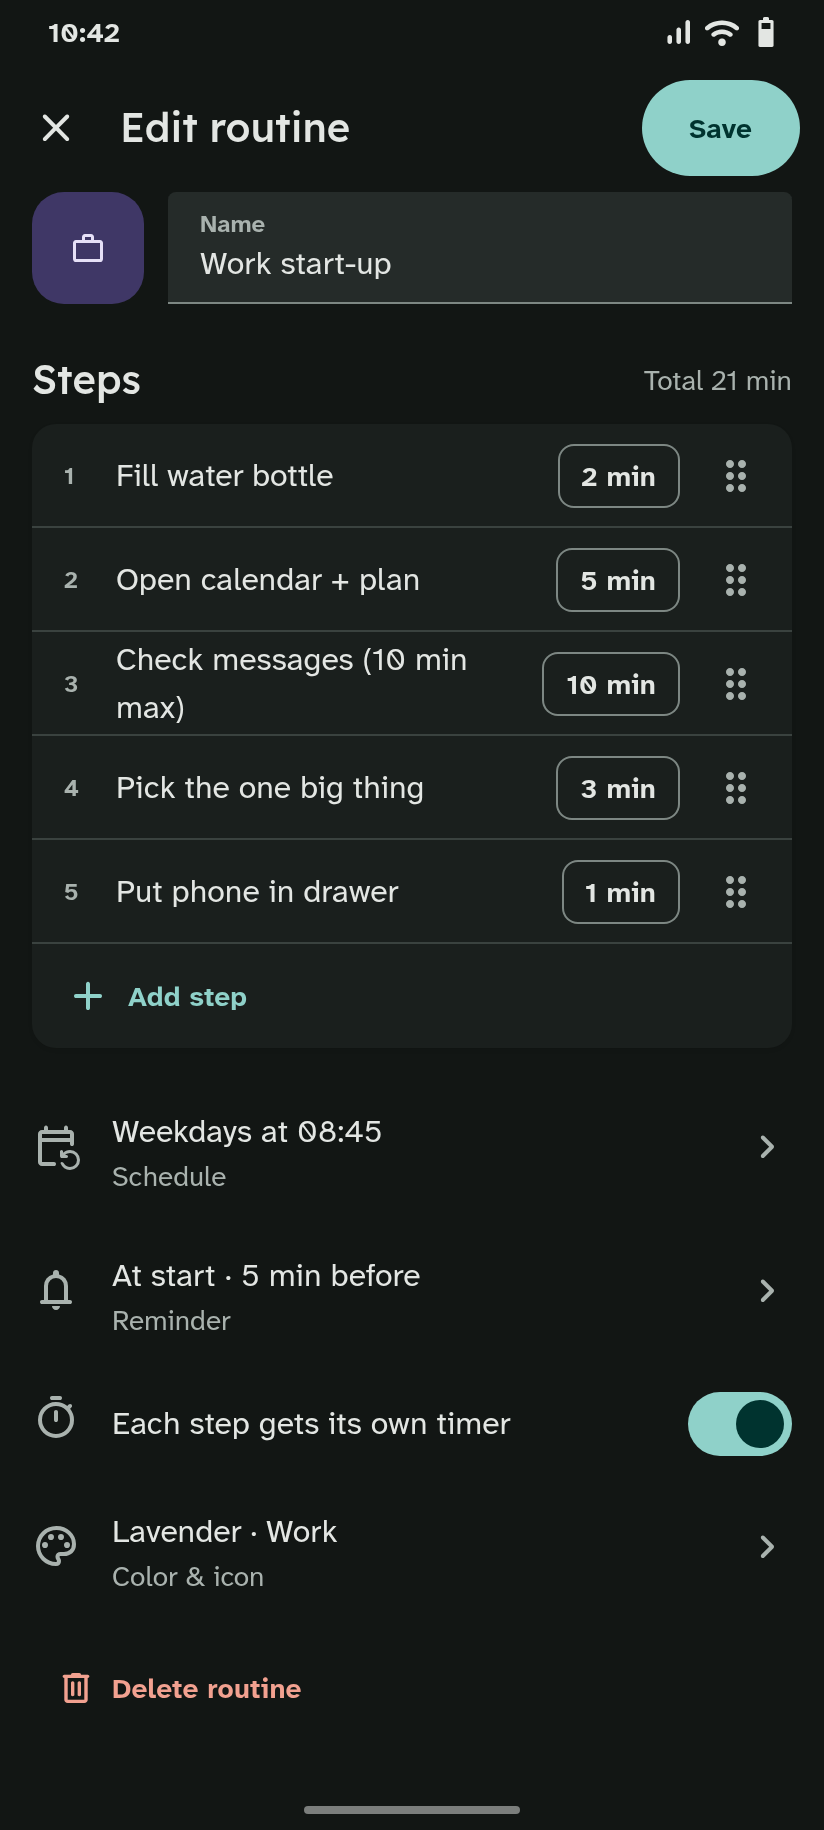 10:42
Edit routine
Save
Name
Work start-up
Steps
Total 21 min
1 Fill water bottle 2 min
2 Open calendar + plan 5 min
3 Check messages (10 min
max) 10 min
4 Pick the one big thing 3 min
5 Put phone in drawer 1 min
Add step
Weekdays at 08:45
Schedule
At start · 5 min before
Reminder
Each step gets its own timer
Lavender · Work
Color & icon
Delete routine